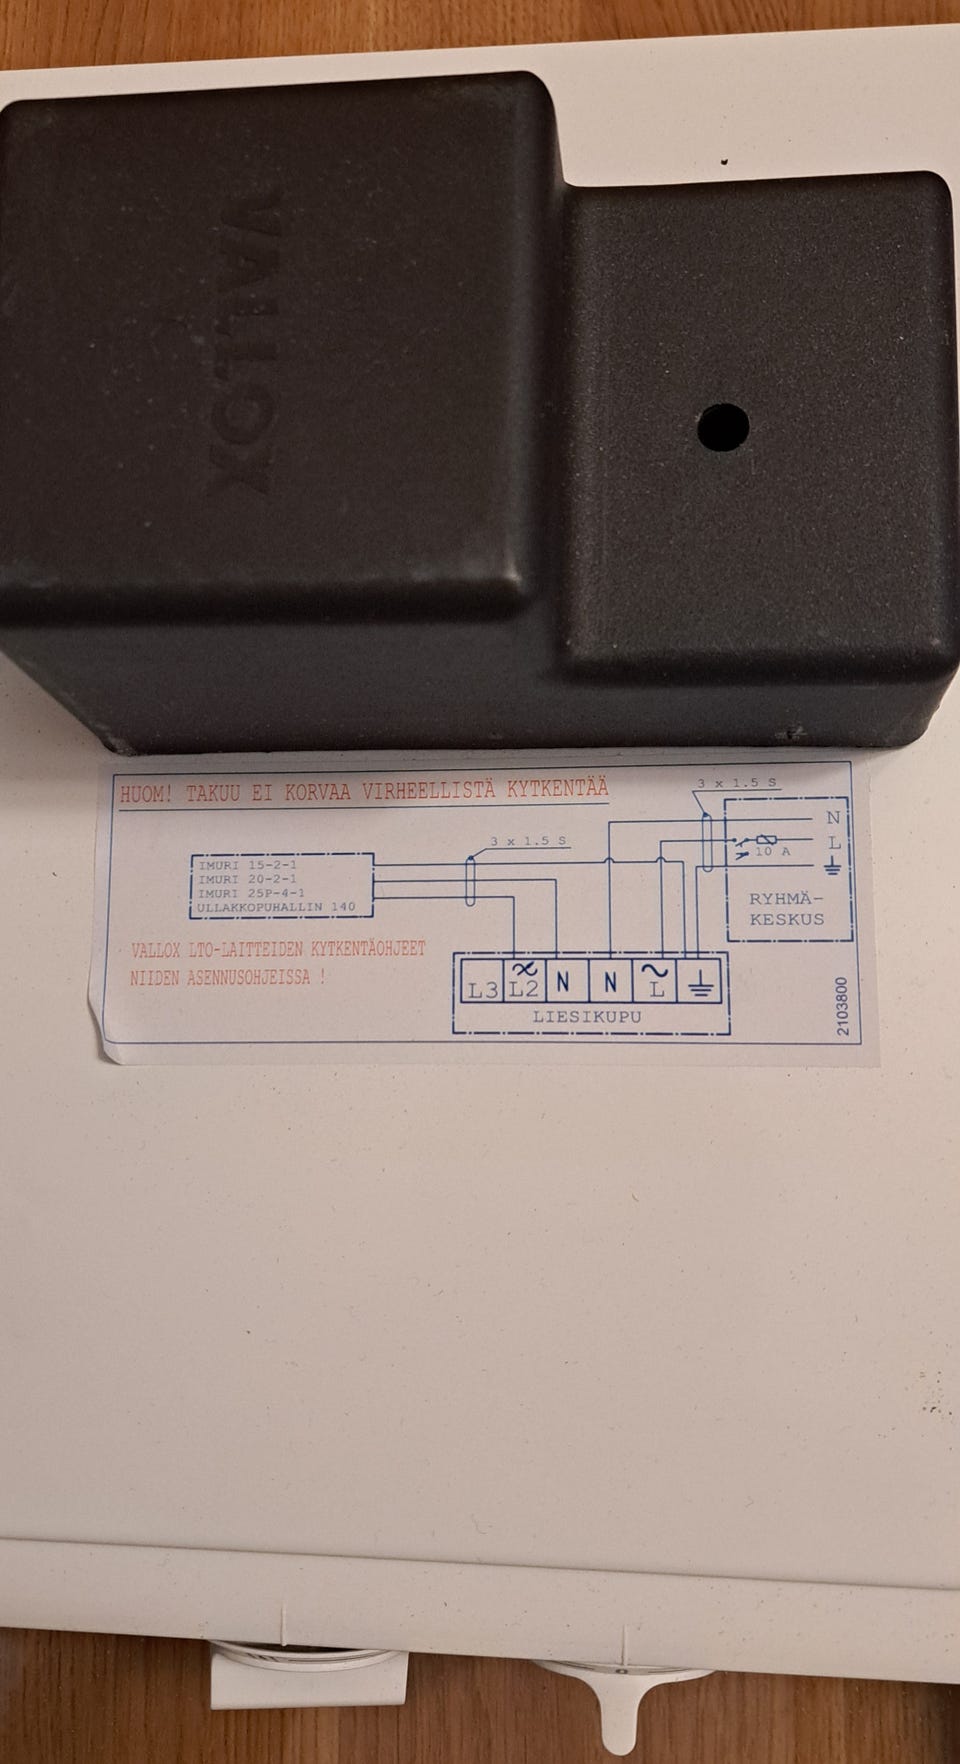 VALLOX
HUOM! TAKUU EI KORVAA VIRHEELLISTÄ KYTKENTÄÄ
3 x 1.5 S
N
L
10 A
3 x 1.5 S
IMURI 15-2-1
IMURI 20-2-1
IMURI 25P-4-1
ULLAKKOPUHALLIN 140
RYHMÄ-
KESKUS
VALLOX LTO-LAITTEIDEN KYTKENTÄOHJEET
NIIDEN ASENNUSOHJEISSA !
L3 L2 N N L
LIESIKUPU
2103800
0